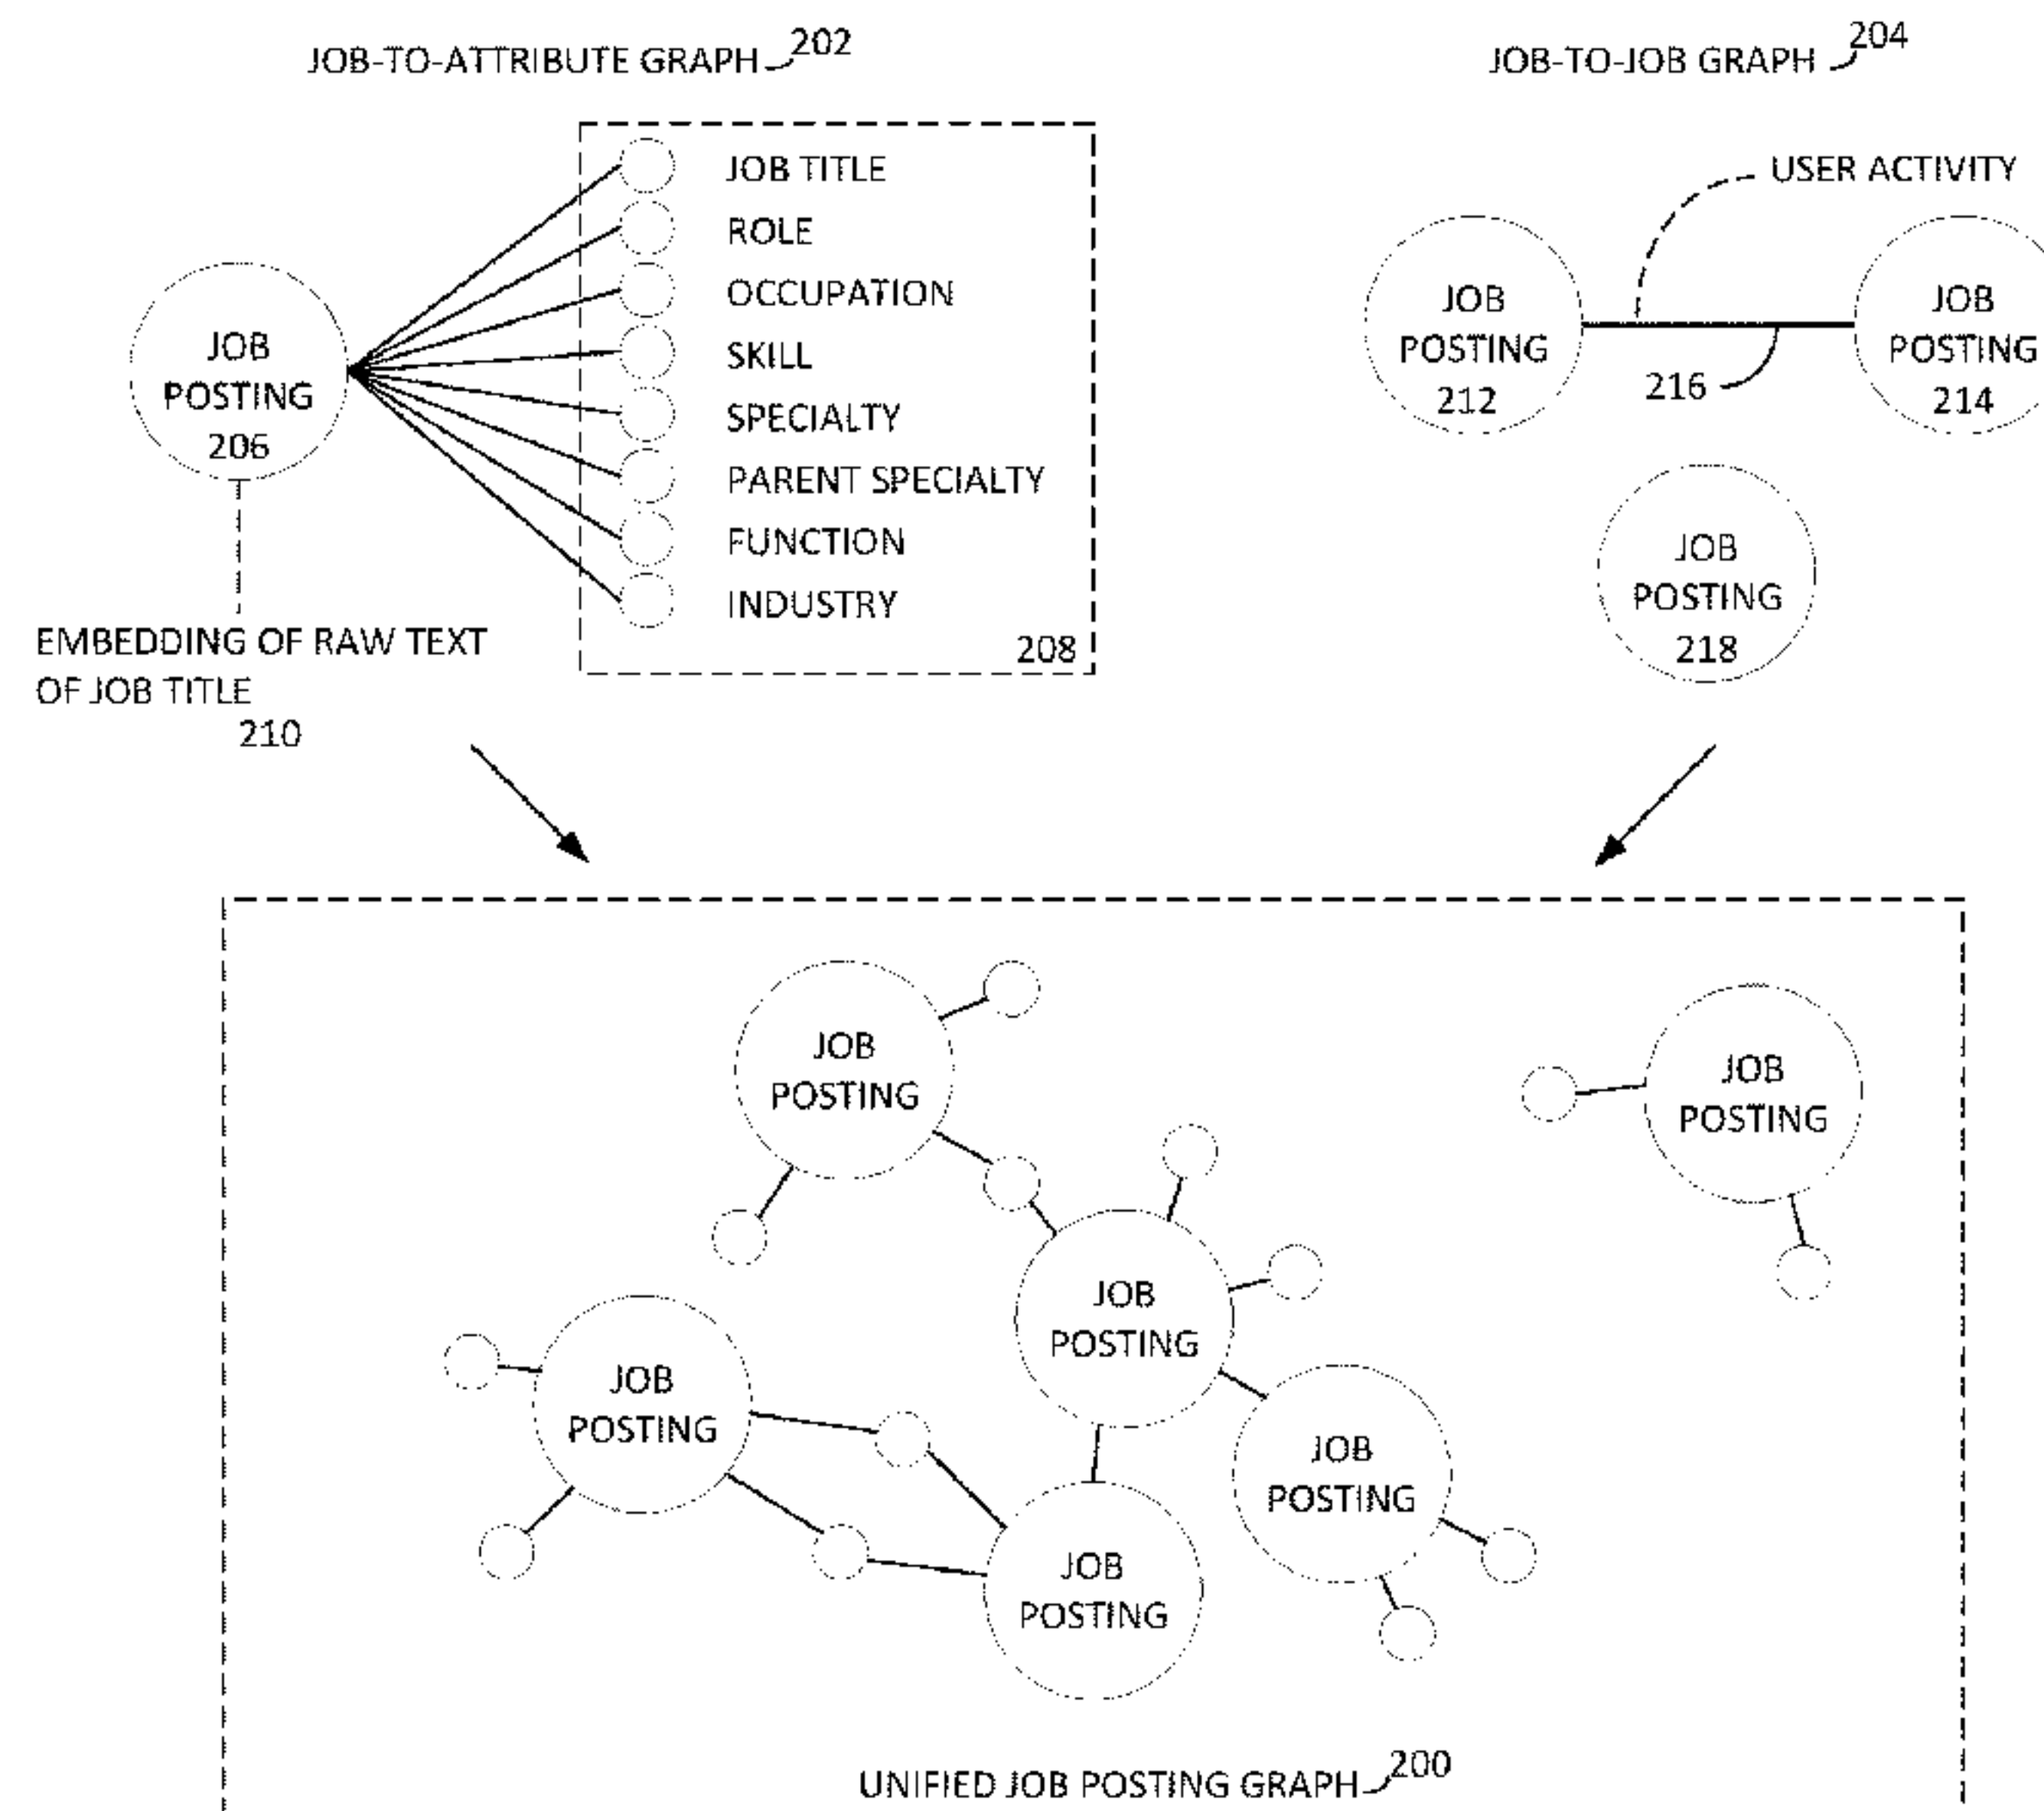 JOB-TO-ATTRIBUTE GRAPH 202
JOB TITLE
ROLE
OCCUPATION
SKILL
SPECIALTY
PARENT SPECIALTY
FUNCTION
INDUSTRY
208
JOB
POSTING
206
EMBEDDING OF RAW TEXT
OF JOB TITLE
210
JOB-TO-JOB GRAPH 204
USER ACTIVITY
JOB
POSTING
212
216
JOB
POSTING
214
JOB
POSTING
218
JOB
POSTING
JOB
POSTING
JOB
POSTING
JOB
POSTING
JOB
POSTING
JOB
POSTING
UNIFIED JOB POSTING GRAPH 200